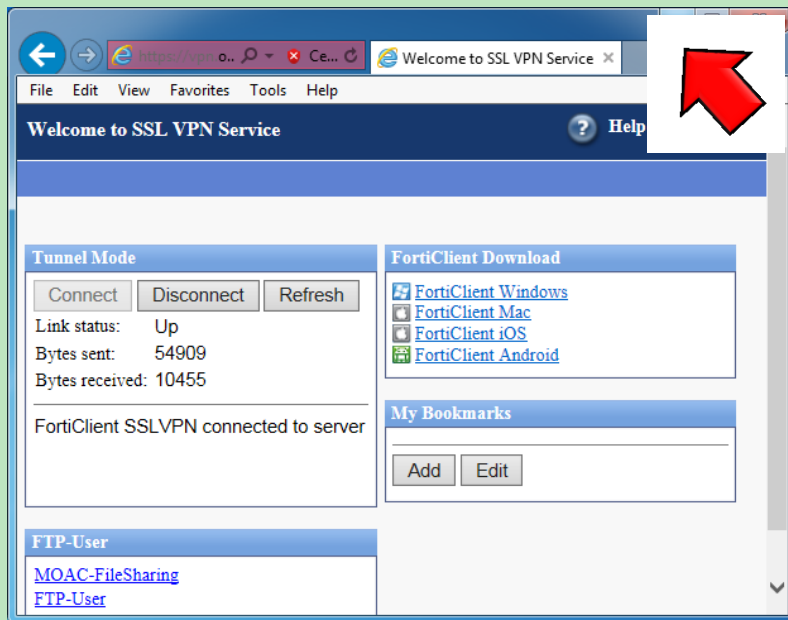 https://vpn.o.. Ce... Welcome to SSL VPN Service
File Edit View Favorites Tools Help
Welcome to SSL VPN Service ? Help
Tunnel Mode
Connect Disconnect Refresh
Link status: Up
Bytes sent: 54909
Bytes received: 10455
FortiClient SSLVPN connected to server
FortiClient Download
FortiClient Windows
FortiClient Mac
FortiClient iOS
FortiClient Android
My Bookmarks
Add Edit
FTP-User
MOAC-FileSharing
FTP-User